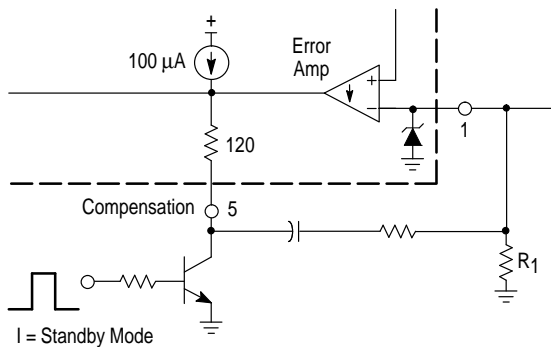 +
100 µA
Error
Amp
+
−
1
120
Compensation 5
R1
I = Standby Mode